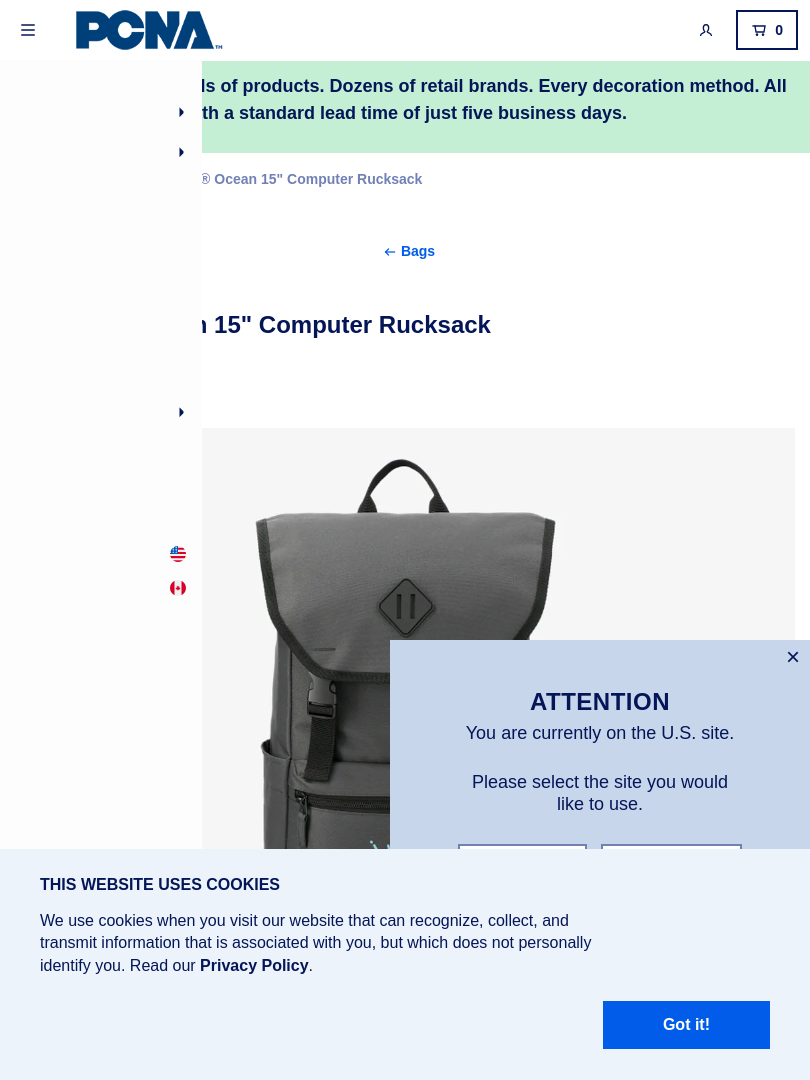 PCNA™
0
ls of products. Dozens of retail brands. Every decoration method. All
th a standard lead time of just five business days.
® Ocean 15" Computer Rucksack
← Bags
n 15" Computer Rucksack
ATTENTION
You are currently on the U.S. site.
Please select the site you would
like to use.
THIS WEBSITE USES COOKIES
We use cookies when you visit our website that can recognize, collect, and
transmit information that is associated with you, but which does not personally
identify you. Read our Privacy Policy.
Got it!